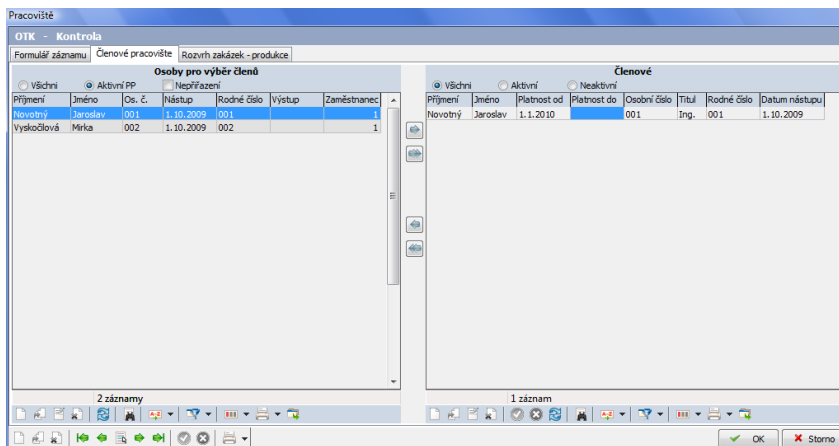 Pracoviště
OTK - Kontrola
Formulář záznamu Členové pracoviště Rozvrh zakázek - produkce
Osoby pro výběr členů
Všichni Aktivní PP Nepřiřazení
Příjmení Jméno Os. č. Nástup Rodné číslo Výstup Zaměstnanec
Novotný Jaroslav 001 1.10.2009 001 1
Vyskočilová Mirka 002 1.10.2009 002 1
2 záznamy
Členové
Všichni Aktivní Neaktivní
Příjmení Jméno Platnost od Platnost do Osobní číslo Titul Rodné číslo Datum nástupu
Novotný Jaroslav 1.1.2010 001 Ing. 001 1.10.2009
1 záznam
OK Storno